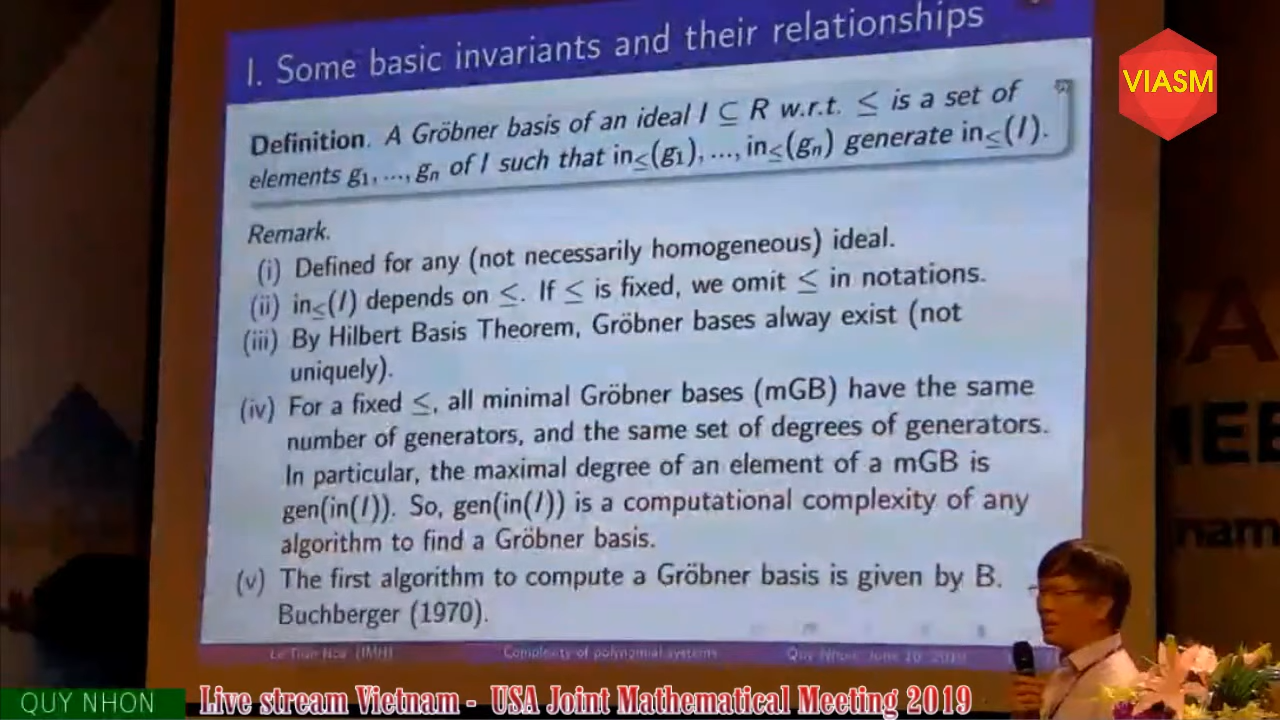 I. Some basic invariants and their relationships
VIASM
Definition. A Gröbner basis of an ideal I ⊆ R w.r.t. ≤ is a set of
elements g₁, ..., gₙ of I such that in≤(g₁), ..., in≤(gₙ) generate in≤(I).
Remark.
(i) Defined for any (not necessarily homogeneous) ideal.
(ii) in≤(I) depends on ≤. If ≤ is fixed, we omit ≤ in notations.
(iii) By Hilbert Basis Theorem, Gröbner bases alway exist (not
uniquely).
(iv) For a fixed ≤, all minimal Gröbner bases (mGB) have the same
number of generators, and the same set of degrees of generators.
In particular, the maximal degree of an element of a mGB is
gen(in(I)). So, gen(in(I)) is a computational complexity of any
algorithm to find a Gröbner basis.
(v) The first algorithm to compute a Gröbner basis is given by B.
Buchberger (1970).
(IMH)
Complexity of polynomial systems
Quy Nhon, June 10, 2019
QUY NHON
Live stream Vietnam - USA Joint Mathematical Meeting 2019